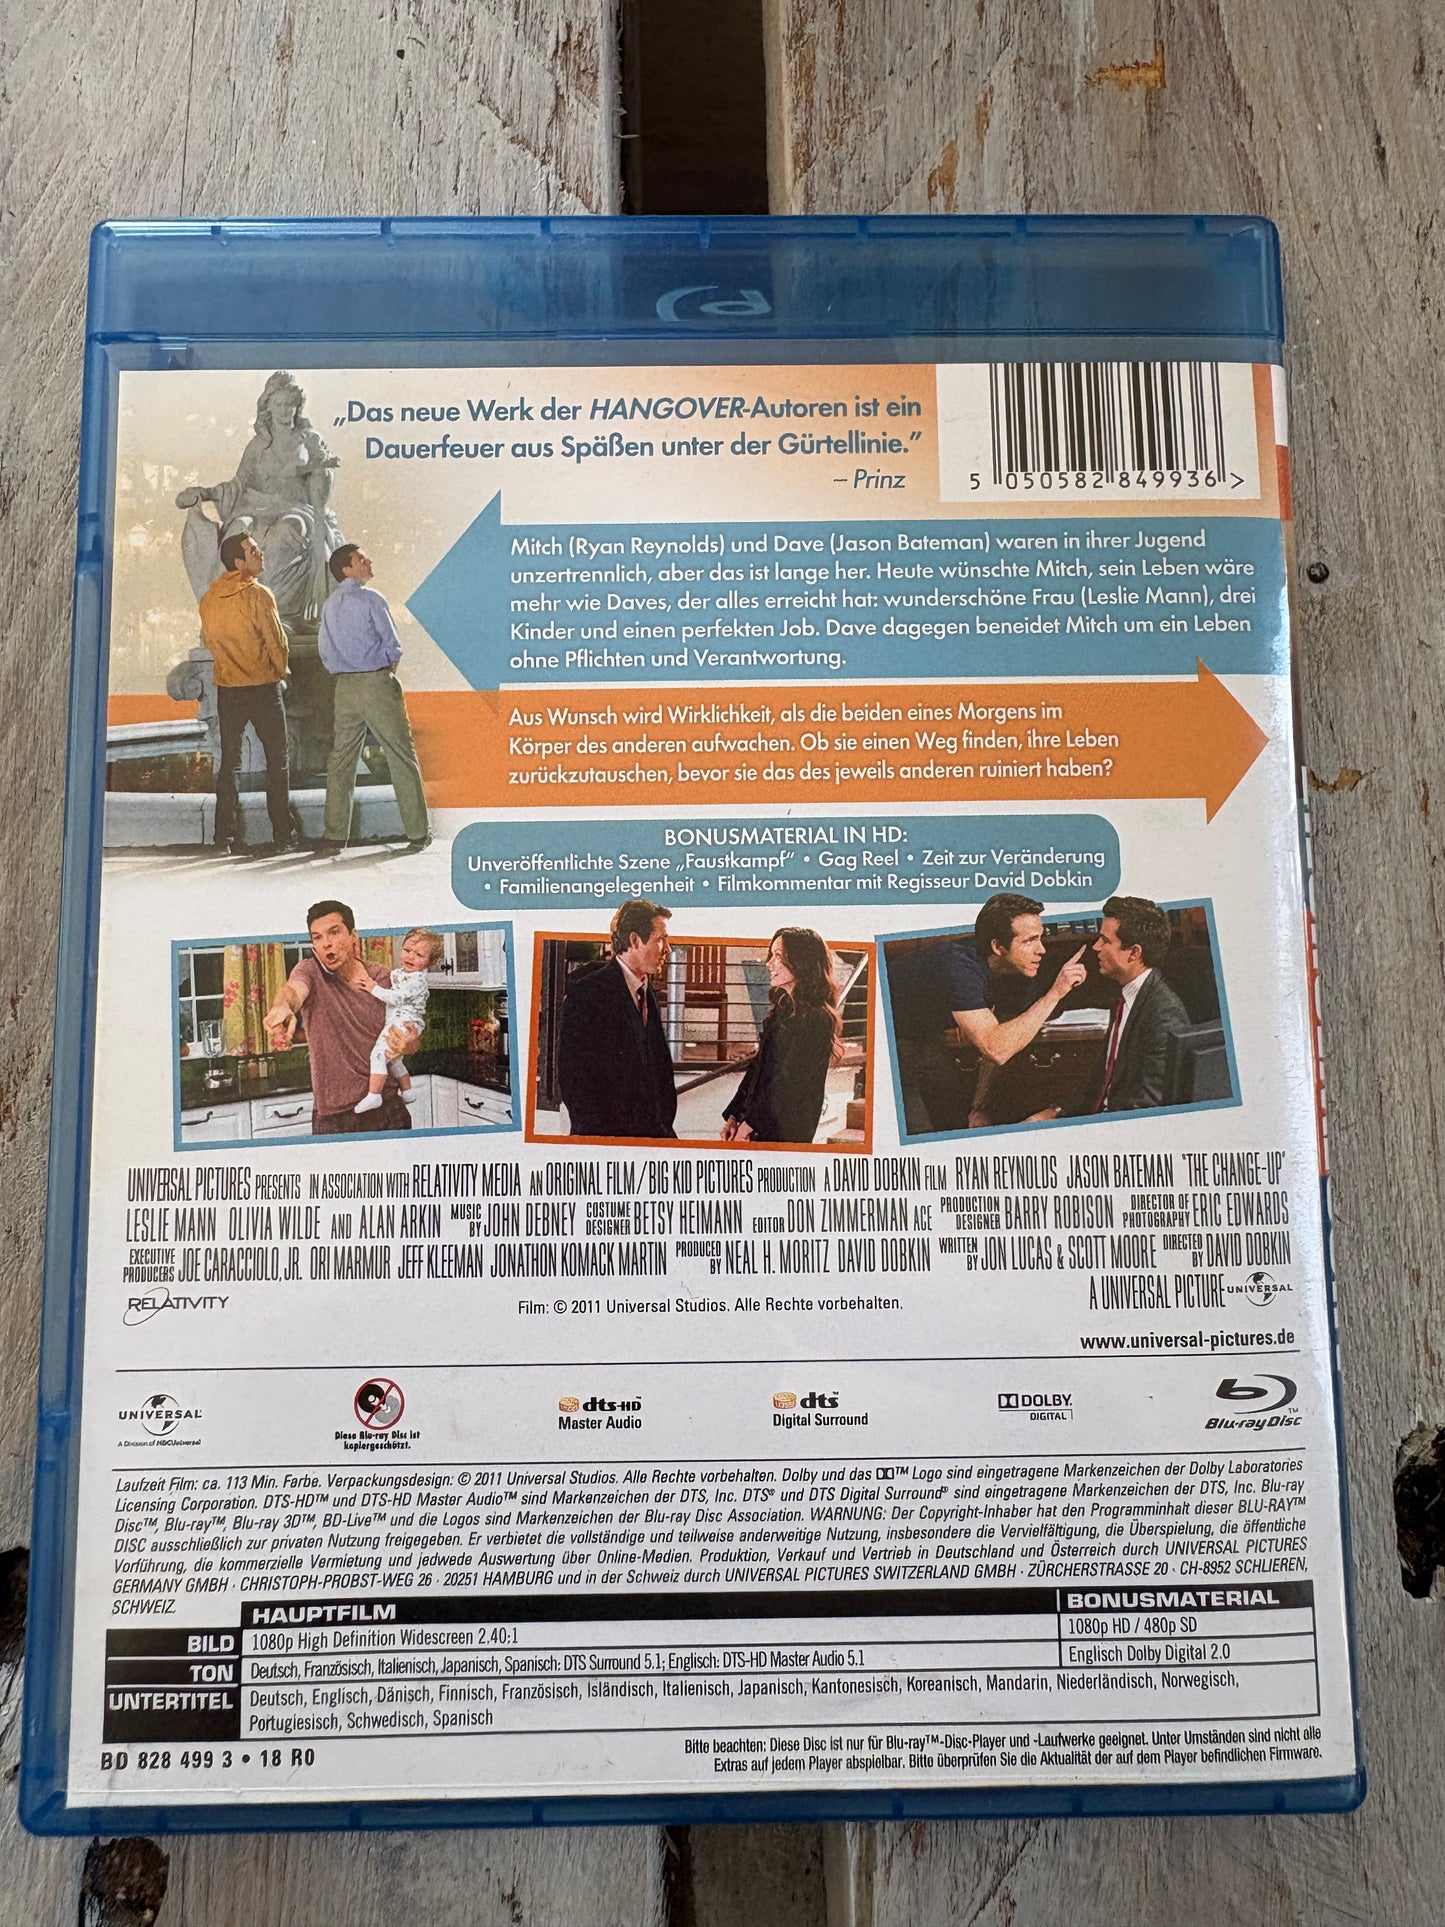 „Das neue Werk der HANGOVER-Autoren ist ein
Dauerfeuer aus Späßen unter der Gürtellinie.”
– Prinz
5 050582 849936 >
Mitch (Ryan Reynolds) und Dave (Jason Bateman) waren in ihrer Jugend
unzertrennlich, aber das ist lange her. Heute wünschte Mitch, sein Leben wäre
mehr wie Daves, der alles erreicht hat: wunderschöne Frau (Leslie Mann), drei
Kinder und einen perfekten Job. Dave dagegen beneidet Mitch um ein Leben
ohne Pflichten und Verantwortung.
Aus Wunsch wird Wirklichkeit, als die beiden eines Morgens im
Körper des anderen aufwachen. Ob sie einen Weg finden, ihre Leben
zurückzutauschen, bevor sie das des jeweils anderen ruiniert haben?
BONUSMATERIAL IN HD:
Unveröffentlichte Szene „Faustkampf“ • Gag Reel • Zeit zur Veränderung
• Familienangelegenheit • Filmkommentar mit Regisseur David Dobkin
UNIVERSAL PICTURES PRESENTS IN ASSOCIATION WITH RELATIVITY MEDIA AN ORIGINAL FILM/BIG KID PICTURES PRODUCTION A DAVID DOBKIN FILM RYAN REYNOLDS JASON BATEMAN "THE CHANGE-UP"
LESLIE MANN OLIVIA WILDE AND ALAN ARKIN MUSIC BY JOHN DEBNEY COSTUME DESIGNER BETSY HEIMANN EDITOR DON ZIMMERMAN ACE PRODUCTION DESIGNER BARRY ROBISON DIRECTOR OF PHOTOGRAPHY ERIC EDWARDS
EXECUTIVE PRODUCERS JOE CARACCIOLO, JR. ORI MARMUR JEFF KLEEMAN JONATHON KOMACK MARTIN PRODUCED BY NEAL H. MORITZ DAVID DOBKIN WRITTEN BY JON LUCAS & SCOTT MOORE DIRECTED BY DAVID DOBKIN
RELATIVITY
Film: © 2011 Universal Studios. Alle Rechte vorbehalten.
A UNIVERSAL PICTURE UNIVERSAL
www.universal-pictures.de
UNIVERSAL
A Division of NBCUniversal
Diese Blu-ray Disc ist
kopiergeschützt.
dts-HD
Master Audio
dts
Digital Surround
DOLBY
DIGITAL
Blu-ray Disc™
Laufzeit Film: ca. 113 Min. Farbe. Verpackungsdesign: © 2011 Universal Studios. Alle Rechte vorbehalten. Dolby und das ™ Logo sind eingetragene Markenzeichen der Dolby Laboratories
Licensing Corporation. DTS-HD™ und DTS-HD Master Audio™ sind Markenzeichen der DTS, Inc. DTS® und DTS Digital Surround® sind eingetragene Markenzeichen der DTS, Inc. Blu-ray
Disc™, Blu-ray™, Blu-ray 3D™, BD-Live™ und die Logos sind Markenzeichen der Blu-ray Disc Association. WARNUNG: Der Copyright-Inhaber hat den Programminhalt dieser BLU-RAY™
DISC ausschließlich zur privaten Nutzung freigegeben. Er verbietet die vollständige und teilweise anderweitige Nutzung, insbesondere die Vervielfältigung, die Überspielung, die öffentliche
Vorführung, die kommerzielle Vermietung und jedwede Auswertung über Online-Medien. Produktion, Verkauf und Vertrieb in Deutschland und Österreich durch UNIVERSAL PICTURES
GERMANY GMBH · CHRISTOPH-PROBST-WEG 26 · 20251 HAMBURG und in der Schweiz durch UNIVERSAL PICTURES SWITZERLAND GMBH · ZÜRCHERSTRASSE 20 · CH-8952 SCHLIEREN,
SCHWEIZ.
HAUPTFILM BONUSMATERIAL
BILD 1080p High Definition Widescreen 2.40:1 1080p HD / 480p SD
TON Deutsch, Französisch, Italienisch, Japanisch, Spanisch: DTS Surround 5.1; Englisch: DTS-HD Master Audio 5.1 Englisch Dolby Digital 2.0
UNTERTITEL Deutsch, Englisch, Dänisch, Finnisch, Französisch, Isländisch, Italienisch, Japanisch, Kantonesisch, Koreanisch, Mandarin, Niederländisch, Norwegisch,
Portugiesisch, Schwedisch, Spanisch
BD 828 499 3 • 18 R0
Bitte beachten: Diese Disc ist nur für Blu-ray™-Disc-Player und -Laufwerke geeignet. Unter Umständen sind nicht alle
Extras auf jedem Player abspielbar. Bitte überprüfen Sie die Aktualität der auf dem Player befindlichen Firmware.